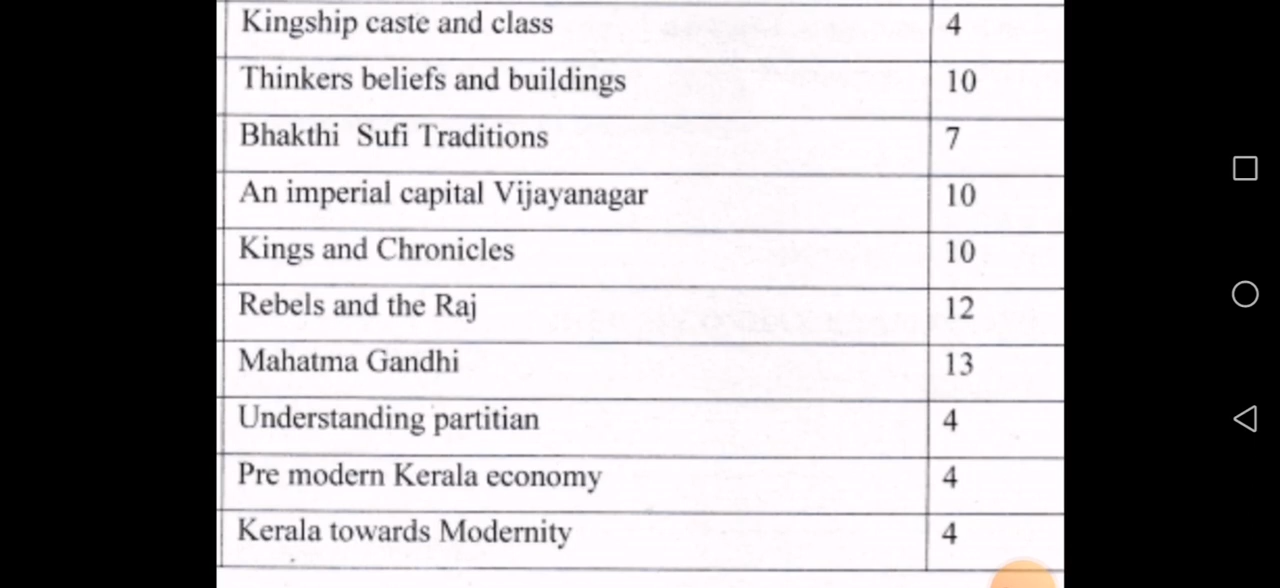 Kingship caste and class 4
Thinkers beliefs and buildings 10
Bhakthi Sufi Traditions 7
An imperial capital Vijayanagar 10
Kings and Chronicles 10
Rebels and the Raj 12
Mahatma Gandhi 13
Understanding partitian 4
Pre modern Kerala economy 4
Kerala towards Modernity 4